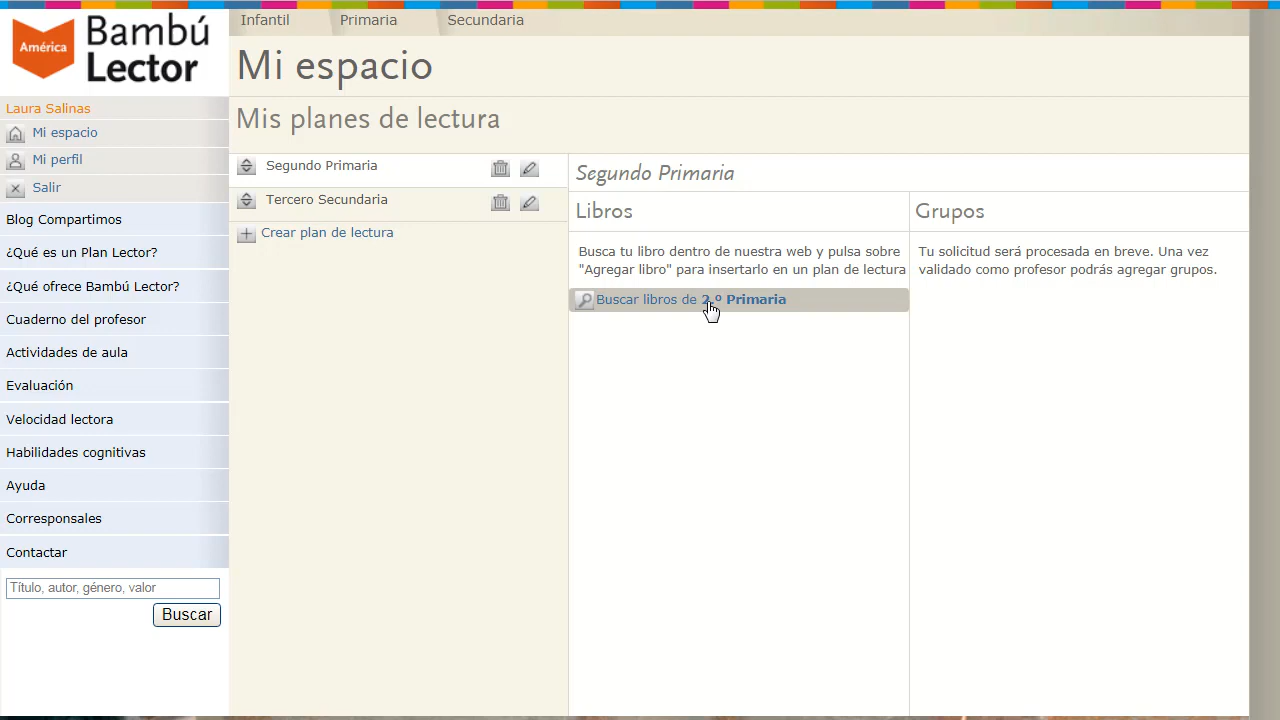 Infantil
Primaria
Secundaria
América
Bambú
Lector
Mi espacio
Mis planes de lectura
Laura Salinas
Mi espacio
Mi perfil
Salir
Blog Compartimos
¿Qué es un Plan Lector?
¿Qué ofrece Bambú Lector?
Cuaderno del profesor
Actividades de aula
Evaluación
Velocidad lectora
Habilidades cognitivas
Ayuda
Corresponsales
Contactar
Título, autor, género, valor
Buscar
Segundo Primaria
Tercero Secundaria
Crear plan de lectura
Segundo Primaria
Libros
Busca tu libro dentro de nuestra web y pulsa sobre
"Agregar libro" para insertarlo en un plan de lectura
Buscar libros de 2.º Primaria
Grupos
Tu solicitud será procesada en breve. Una vez
validado como profesor podrás agregar grupos.